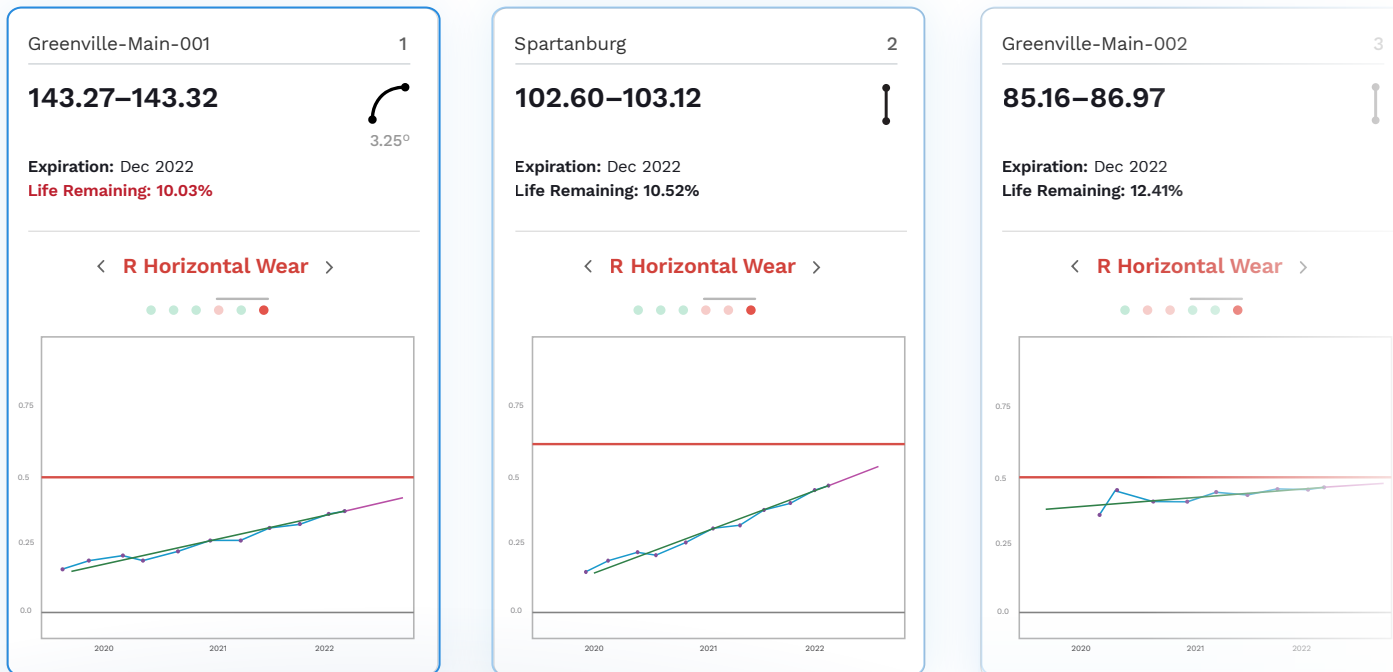 Greenville-Main-001 1
143.27–143.32
3.25º
Expiration: Dec 2022
Life Remaining: 10.03%
R Horizontal Wear
0.75
0.5
0.25
0.0
2020 2021 2022
Spartanburg 2
102.60–103.12
Expiration: Dec 2022
Life Remaining: 10.52%
R Horizontal Wear
0.75
0.5
0.25
0.0
2020 2021 2022
Greenville-Main-002 3
85.16–86.97
Expiration: Dec 2022
Life Remaining: 12.41%
R Horizontal Wear
0.75
0.5
0.25
0.0
2020 2021 2022